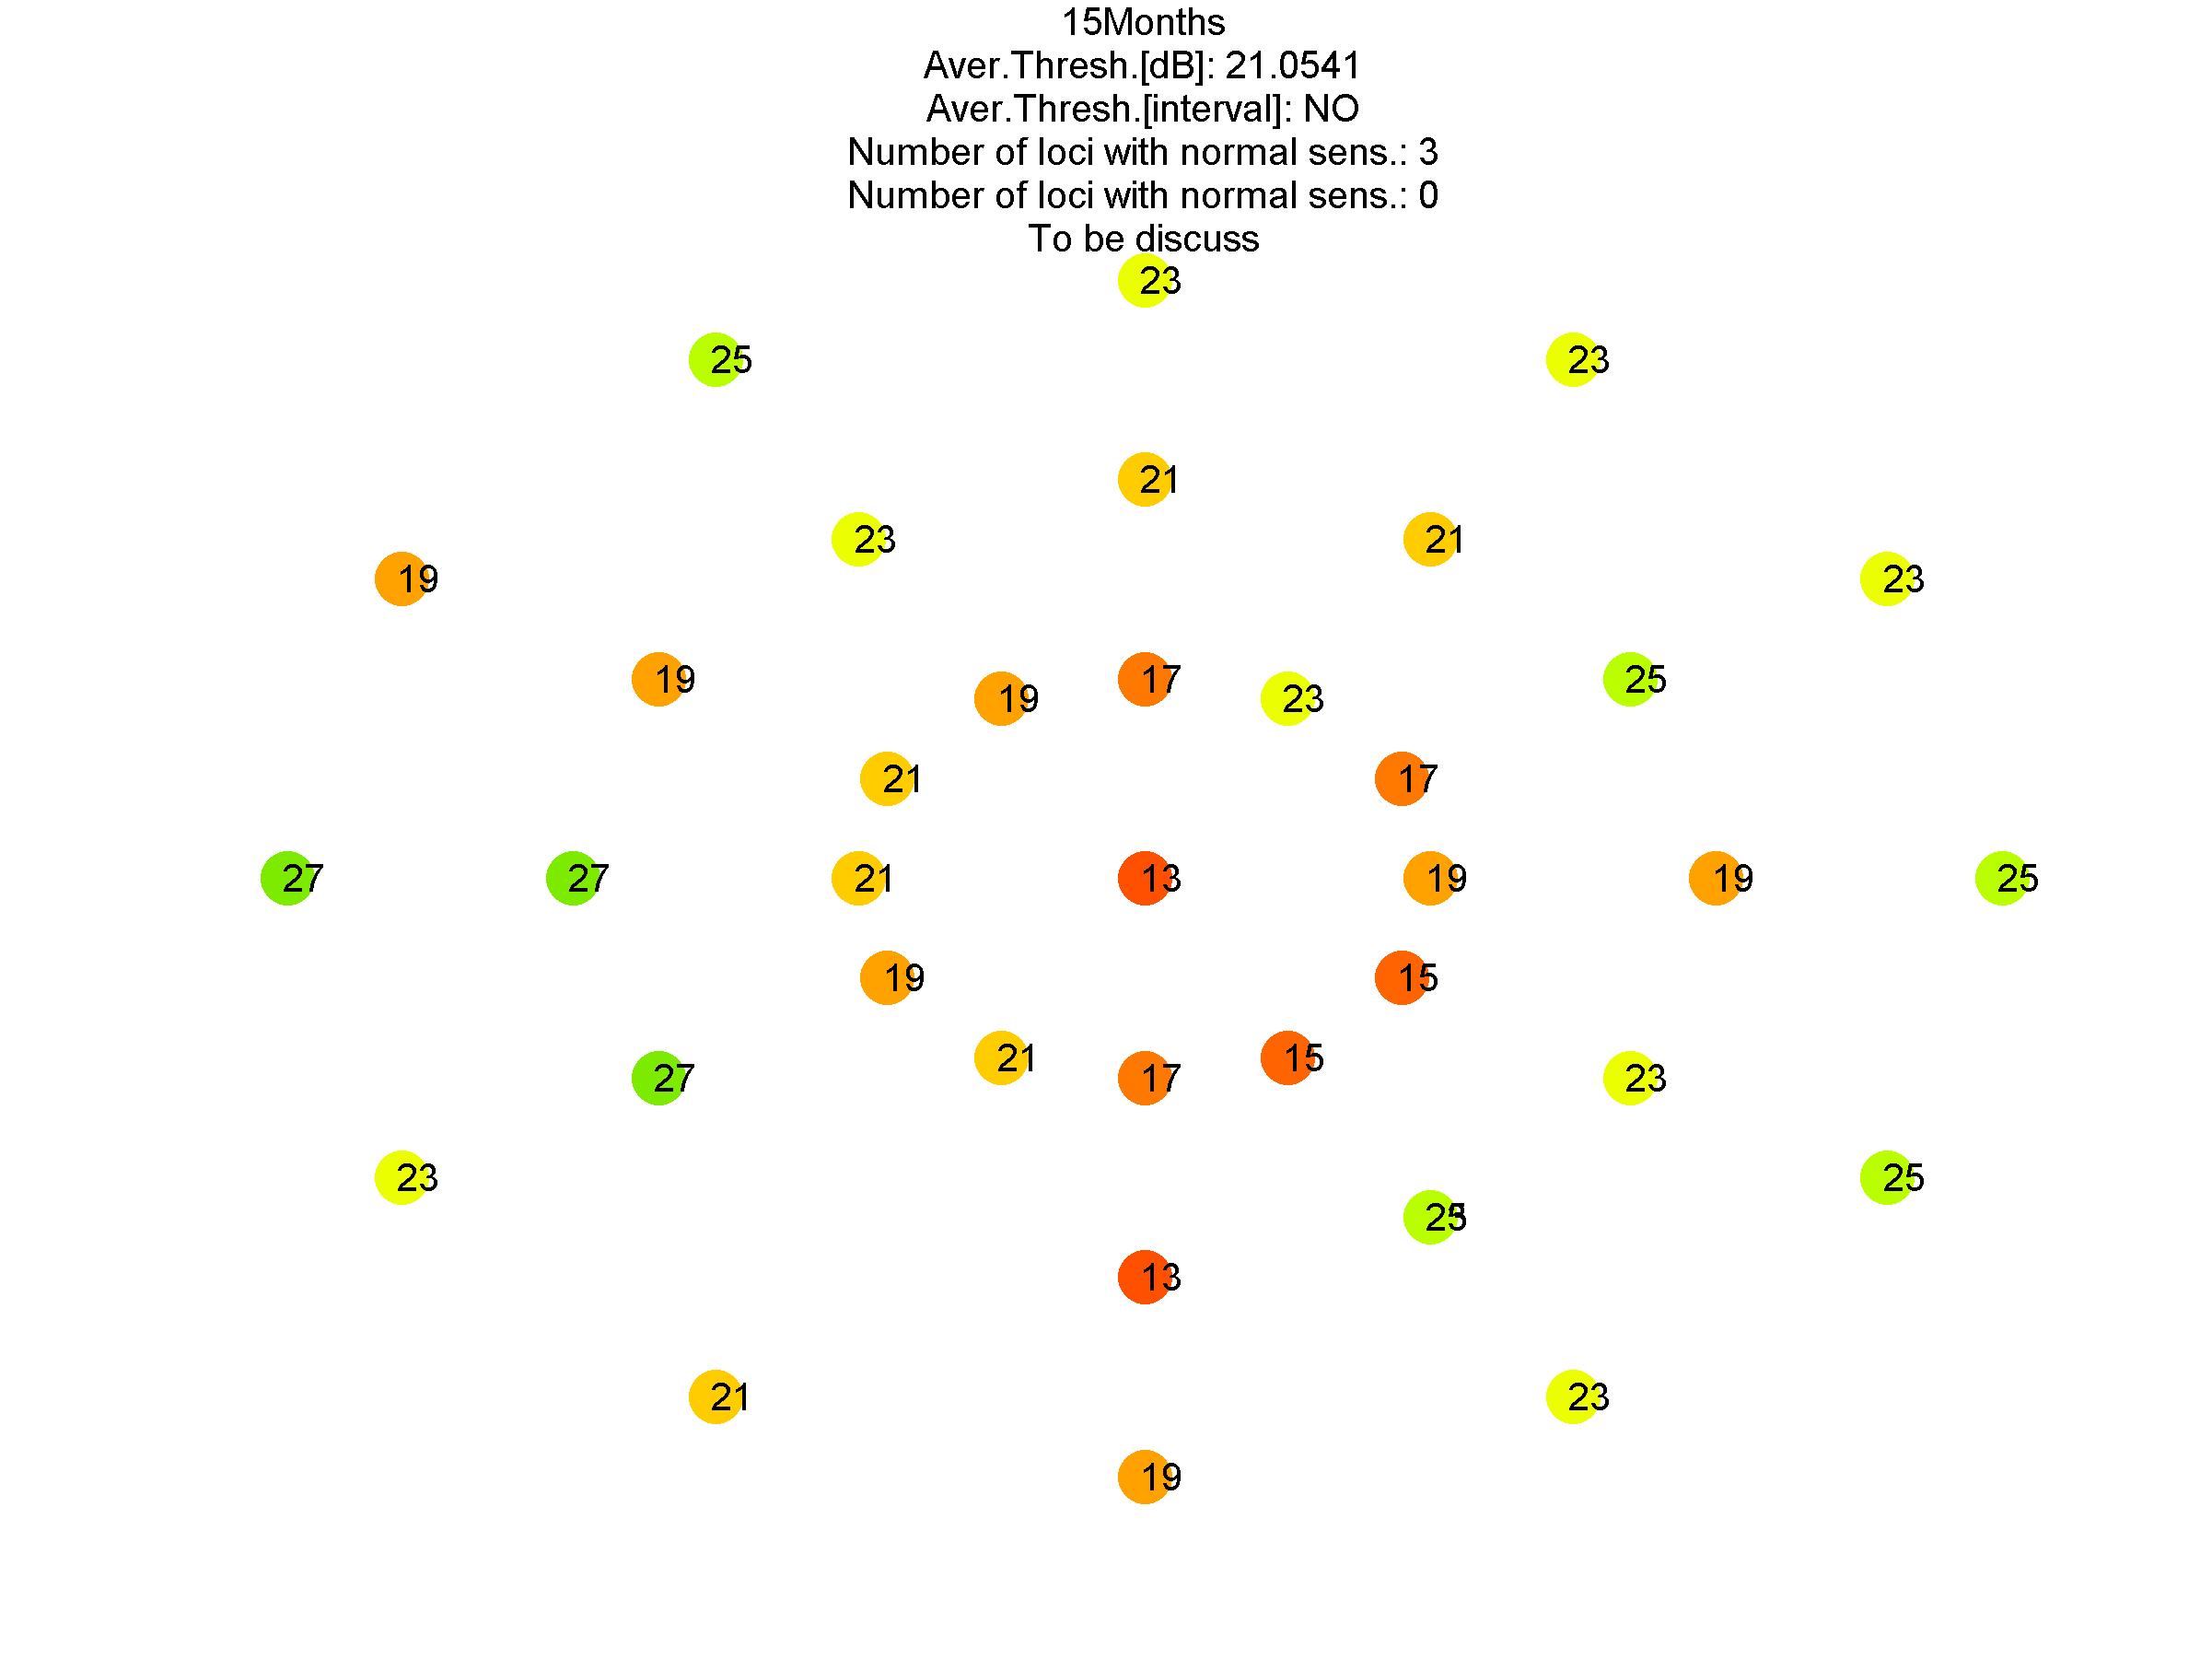 15Months
Aver.Thresh.[dB]: 21.0541
Aver.Thresh.[interval]: NO
Number of loci with normal sens.: 3
Number of loci with normal sens.: 0
To be discuss
23
25 23
21
23 21
19 23
19 17 25
19 23
21 17
27 27 21 13 19 19 25
19 15
21 15
27 17 23
23 25
13
21 23
19